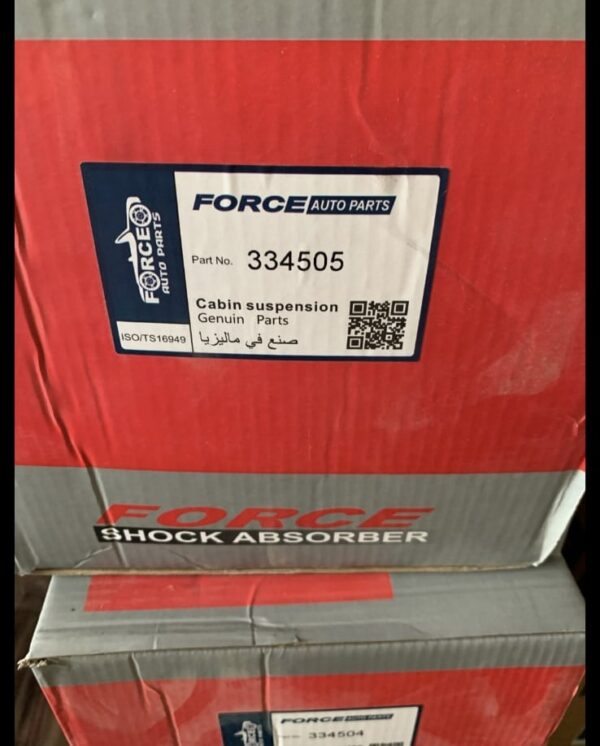 FORCE AUTO PARTS
FORCE
AUTO PARTS
Part No. 334505
Cabin suspension
Genuin Parts
ISO/TS16949
صنع في ماليزيا
FORCE
SHOCK ABSORBER
FORCE AUTO PARTS
334504